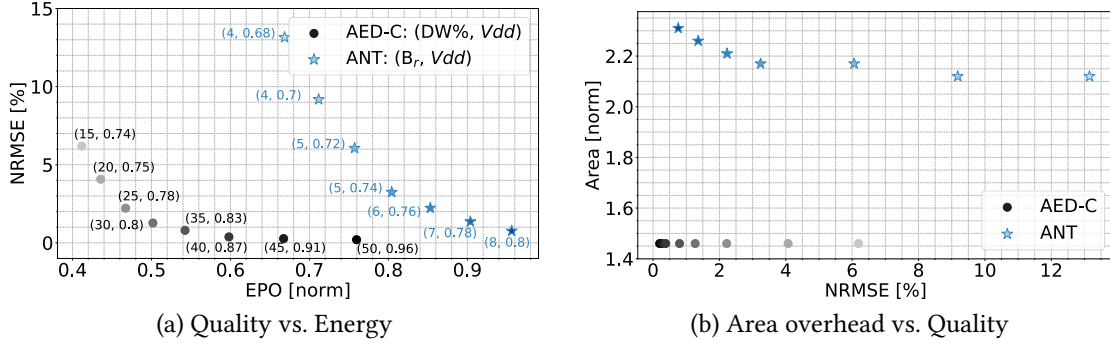 15
10
5
0
NRMSE [%]
(4, 0.68)
AED-C: (DW%, Vdd)
ANT: (Br, Vdd)
(4, 0.7)
(15, 0.74)
(5, 0.72)
(20, 0.75)
(25, 0.78)
(5, 0.74)
(30, 0.8)
(35, 0.83)
(6, 0.76)
(40, 0.87)
(45, 0.91)
(50, 0.96)
(7, 0.78)
(8, 0.8)
0.4 0.5 0.6 0.7 0.8 0.9
EPO [norm]
(a) Quality vs. Energy
2.2
2.0
1.8
1.6
1.4
Area [norm]
AED-C
ANT
0 2 4 6 8 10 12
NRMSE [%]
(b) Area overhead vs. Quality